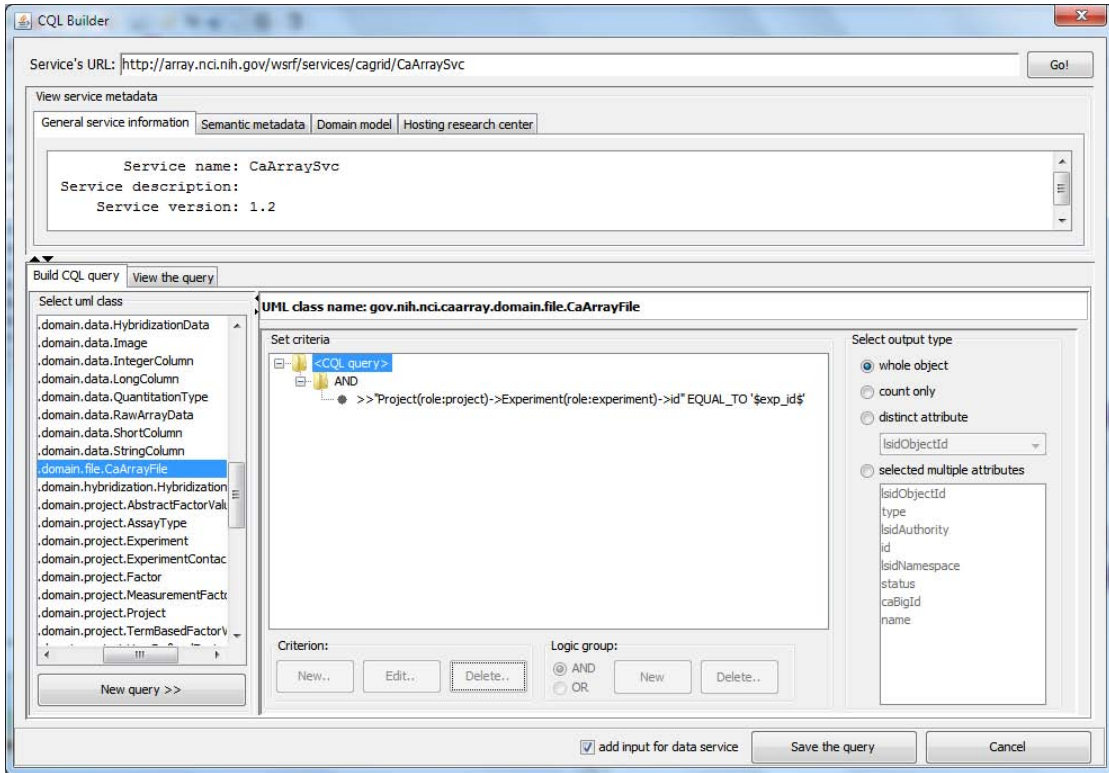 CQL Builder
Service's URL: http://array.nci.nih.gov/wsrf/services/cagrid/CaArraySvc Go!
View service metadata
General service information Semantic metadata Domain model Hosting research center
Service name: CaArraySvc
Service description:
Service version: 1.2
Build CQL query View the query
Select uml class
.domain.data.HybridizationData
.domain.data.Image
.domain.data.IntegerColumn
.domain.data.LongColumn
.domain.data.QuantitationType
.domain.data.RawArrayData
.domain.data.ShortColumn
.domain.data.StringColumn
.domain.file.CaArrayFile
.domain.hybridization.Hybridization
.domain.project.AbstractFactorValu
.domain.project.AssayType
.domain.project.Experiment
.domain.project.ExperimentContac
.domain.project.Factor
.domain.project.MeasurementFacto
.domain.project.Project
.domain.project.TermBasedFactorV
New query >>
UML class name: gov.nih.nci.caarray.domain.file.CaArrayFile
Set criteria
<CQL query>
AND
>>"Project(role:project)->Experiment(role:experiment)->id" EQUAL_TO '$exp_id$'
Criterion:
New.. Edit.. Delete..
Logic group:
AND
OR
New Delete..
Select output type
whole object
count only
distinct attribute
lsidObjectId
selected multiple attributes
lsidObjectId
type
lsidAuthority
id
lsidNamespace
status
caBigId
name
add input for data service Save the query Cancel